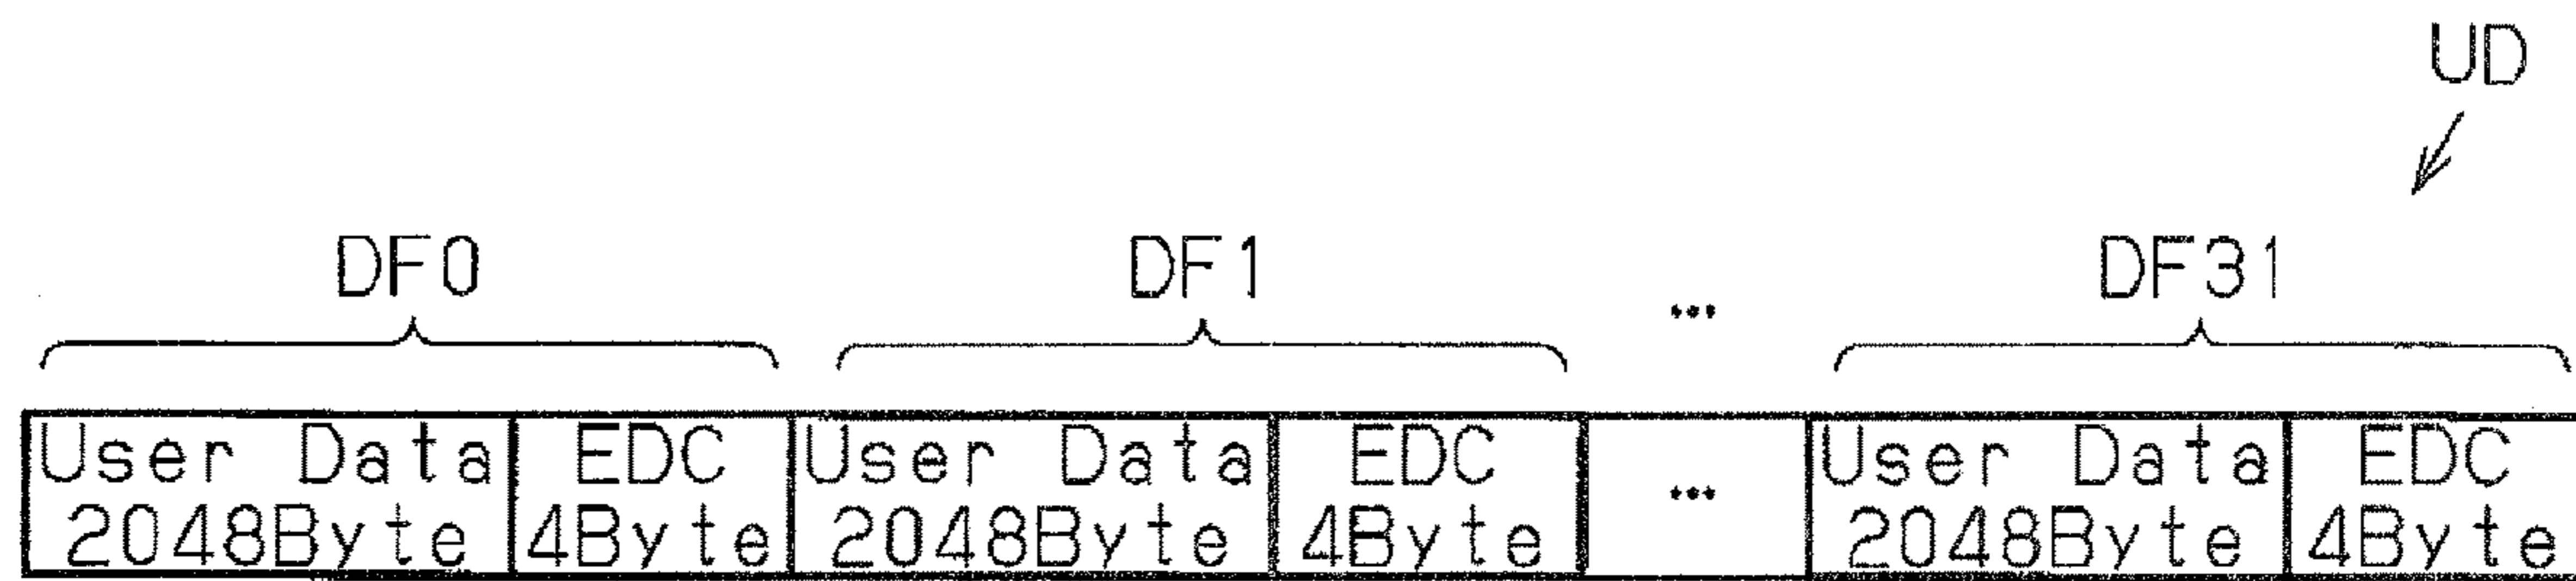 UD
DF0 DF1 ... DF31
User Data EDC User Data EDC ... User Data EDC
2048Byte 4Byte 2048Byte 4Byte 2048Byte 4Byte